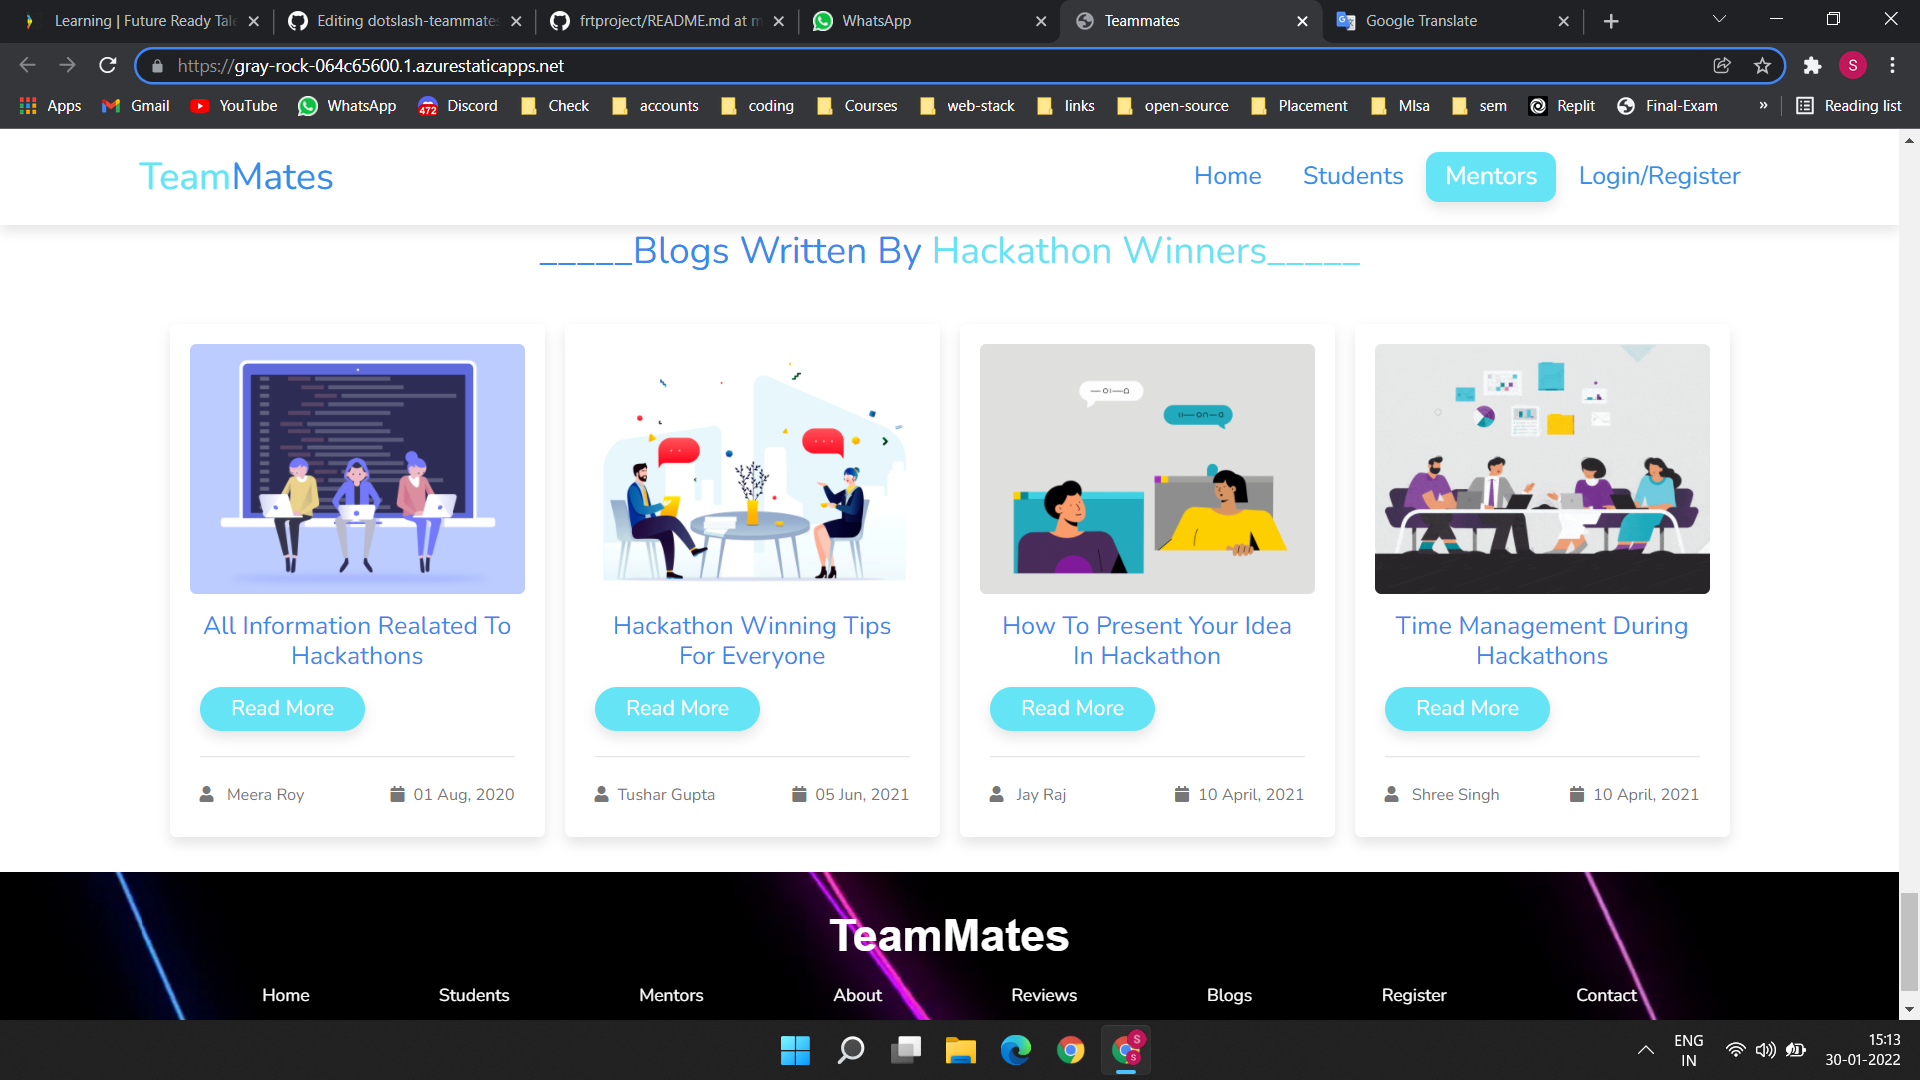 Learning | Future Ready Tal
Editing dotslash-teammates
frtproject/README.md at m
WhatsApp
Teammates
Google Translate
https://gray-rock-064c65600.1.azurestaticapps.net
S
Apps
Gmail
YouTube
WhatsApp
472
Discord
Check
accounts
coding
Courses
web-stack
links
open-source
Placement
Mlsa
sem
Replit
Final-Exam
»
Reading list
TeamMates
Home
Students
Mentors
Login/Register
_____Blogs Written By Hackathon Winners_____
All Information Realated To
Hackathons
Read More
Meera Roy
01 Aug, 2020
Hackathon Winning Tips
For Everyone
Read More
Tushar Gupta
05 Jun, 2021
How To Present Your Idea
In Hackathon
Read More
Jay Raj
10 April, 2021
Time Management During
Hackathons
Read More
Shree Singh
10 April, 2021
TeamMates
Home
Students
Mentors
About
Reviews
Blogs
Register
Contact
S
S
ENG
IN
15:13
30-01-2022